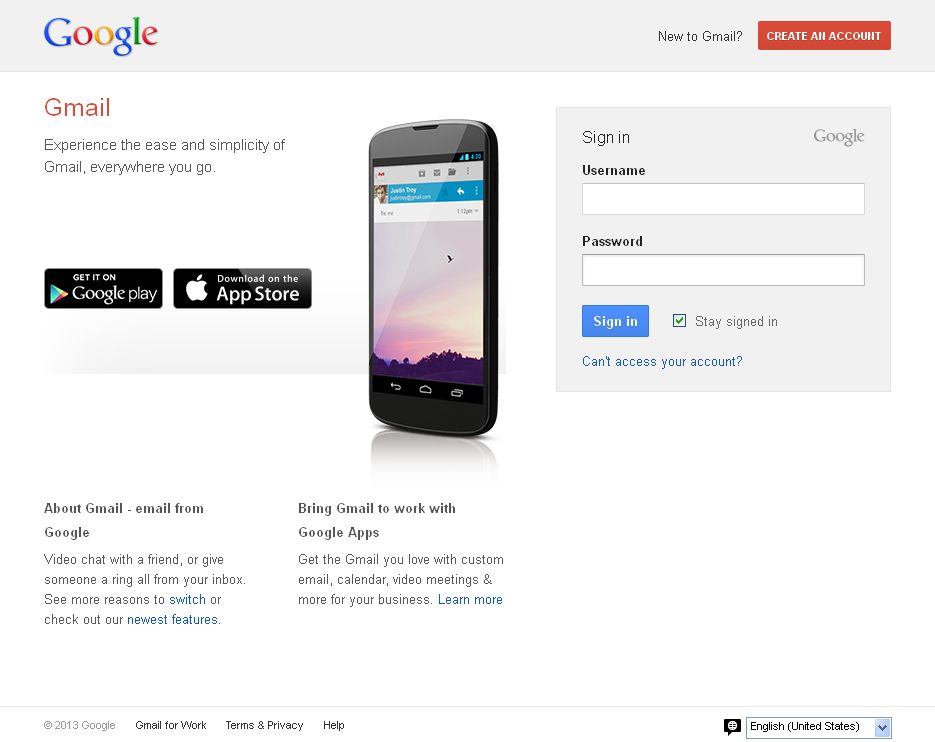 Google
New to Gmail?
CREATE AN ACCOUNT
Gmail
Experience the ease and simplicity of
Gmail, everywhere you go.
GET IT ON
Google play
Download on the
App Store
4:20
Justin Troy
justintroy@gmail.com
To: me
1:12pm
Sign in
Google
Username
Password
Sign in
Stay signed in
Can't access your account?
About Gmail - email from
Google
Video chat with a friend, or give
someone a ring all from your inbox.
See more reasons to switch or
check out our newest features.
Bring Gmail to work with
Google Apps
Get the Gmail you love with custom
email, calendar, video meetings &
more for your business. Learn more
© 2013 Google
Gmail for Work
Terms & Privacy
Help
English (United States)